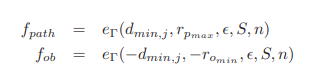 f_{path} = e_Γ(d_{min,j}, r_{p_{max}}, ϵ, S, n)
f_{ob} = e_Γ(−d_{min,j}, −r_{o_{min}}, ϵ, S, n)